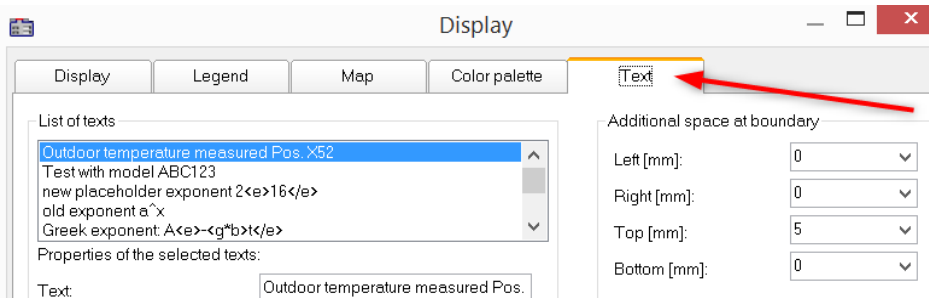 Display
Display Legend Map Color palette Text
List of texts
Outdoor temperature measured Pos. X52
Test with model ABC123
new placeholder exponent 2<e>16</e>
old exponent a^x
Greek exponent: A<e>-<g*b>t</e>
Properties of the selected texts:
Text: Outdoor temperature measured Pos.
Additional space at boundary
Left [mm]: 0
Right [mm]: 0
Top [mm]: 5
Bottom [mm]: 0